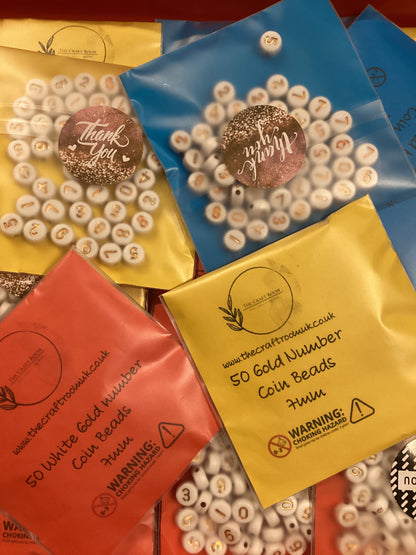 THE CRAFT ROOM
Thank
You
thank
you
THE CRAFT ROOM
www.thecraftroomuk.co.uk
50 Gold Number
Coin Beads
7mm
WARNING:
CHOKING HAZARD
THE CRAFT ROOM
www.thecraftroomuk.co.uk
50 White Gold Number
Coin Beads
7mm
WARNING:
CHOKING HAZARD